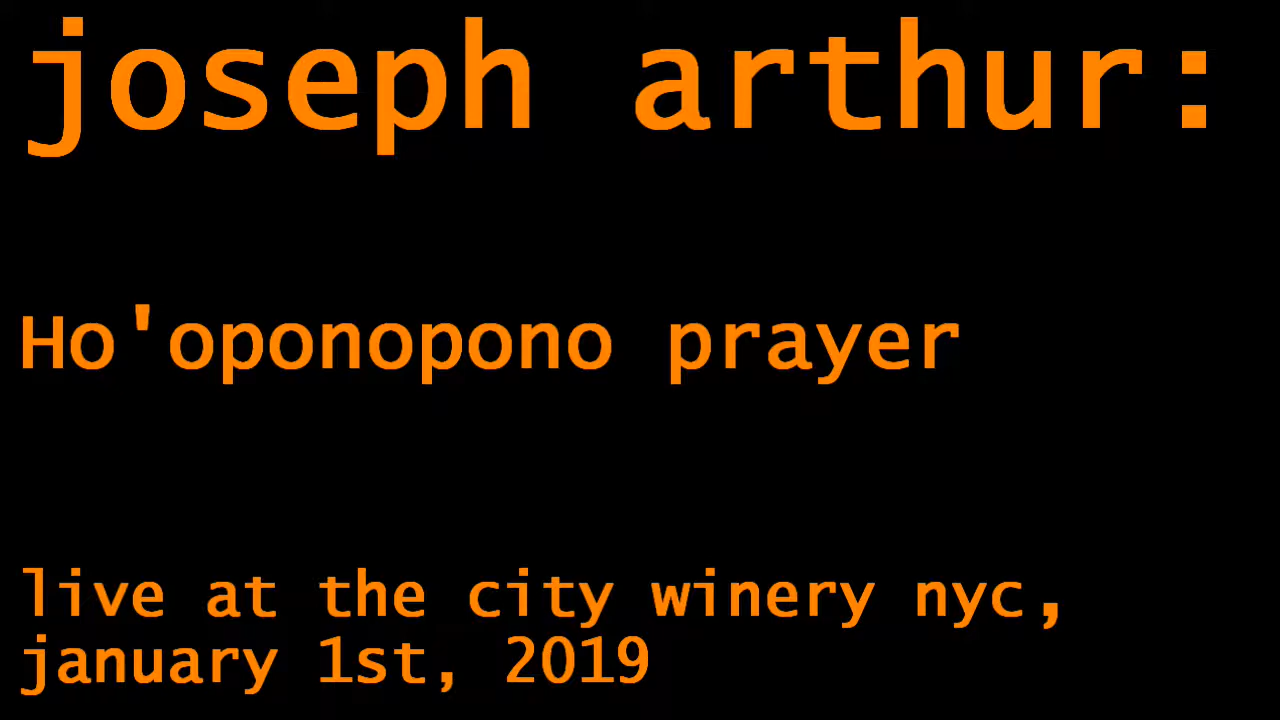 joseph arthur:
Ho'oponopono prayer
live at the city winery nyc,
january 1st, 2019